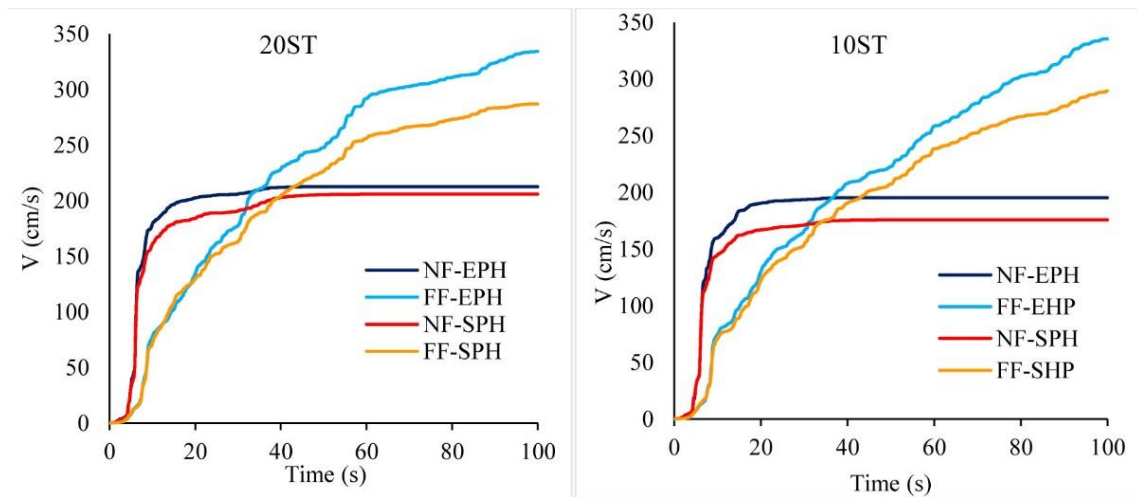 20ST
350
300
250
200
150
100
50
0
V (cm/s)
NF-EPH
FF-EPH
NF-SPH
FF-SPH
0 20 40 60 80 100
Time (s)
10ST
350
300
250
200
150
100
50
0
V (cm/s)
NF-EPH
FF-EHP
NF-SPH
FF-SHP
0 20 40 60 80 100
Time (s)